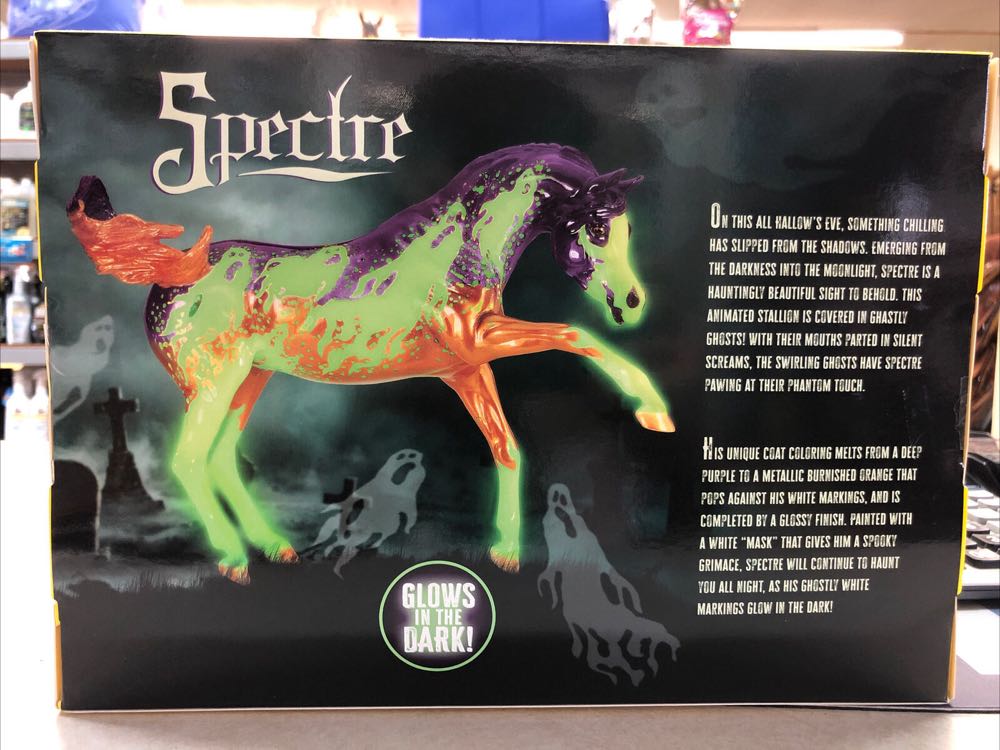 Spectre
ON THIS ALL HALLOW'S EVE, SOMETHING CHILLING
HAS SLIPPED FROM THE SHADOWS. EMERGING FROM
THE DARKNESS INTO THE MOONLIGHT, SPECTRE IS A
HAUNTINGLY BEAUTIFUL SIGHT TO BEHOLD. THIS
ANIMATED STALLION IS COVERED IN GHASTLY
GHOSTS! WITH THEIR MOUTHS PARTED IN SILENT
SCREAMS, THE SWIRLING GHOSTS HAVE SPECTRE
PAWING AT THEIR PHANTOM TOUCH.
HIS UNIQUE COAT COLORING MELTS FROM A DEEP
PURPLE TO A METALLIC BURNISHED ORANGE THAT
POPS AGAINST HIS WHITE MARKINGS, AND IS
COMPLETED BY A GLOSSY FINISH. PAINTED WITH
A WHITE "MASK" THAT GIVES HIM A SPOOKY
GRIMACE, SPECTRE WILL CONTINUE TO HAUNT
YOU ALL NIGHT, AS HIS GHOSTLY WHITE
MARKINGS GLOW IN THE DARK!
GLOWS
IN THE
DARK!